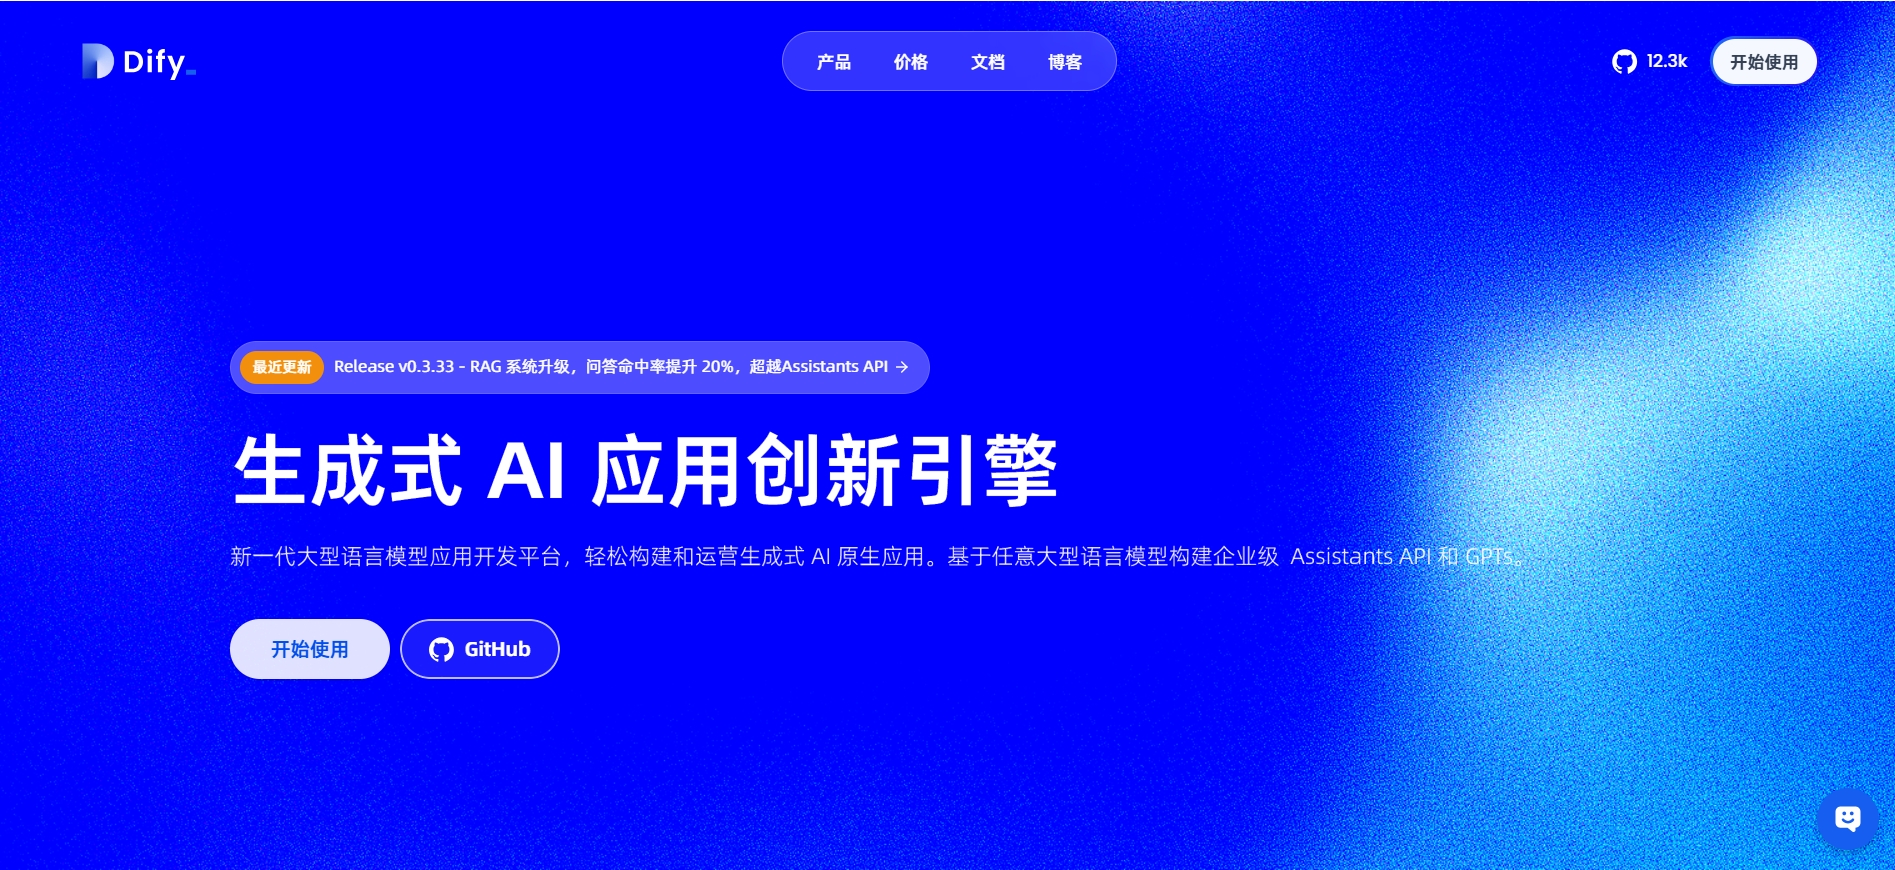 Dify_
产品 价格 文档 博客
12.3k
开始使用
最近更新 Release v0.3.33 - RAG 系统升级，问答命中率提升 20%，超越Assistants API →
生成式 AI 应用创新引擎
新一代大型语言模型应用开发平台，轻松构建和运营生成式 AI 原生应用。基于任意大型语言模型构建企业级 Assistants API 和 GPTs。
开始使用
GitHub